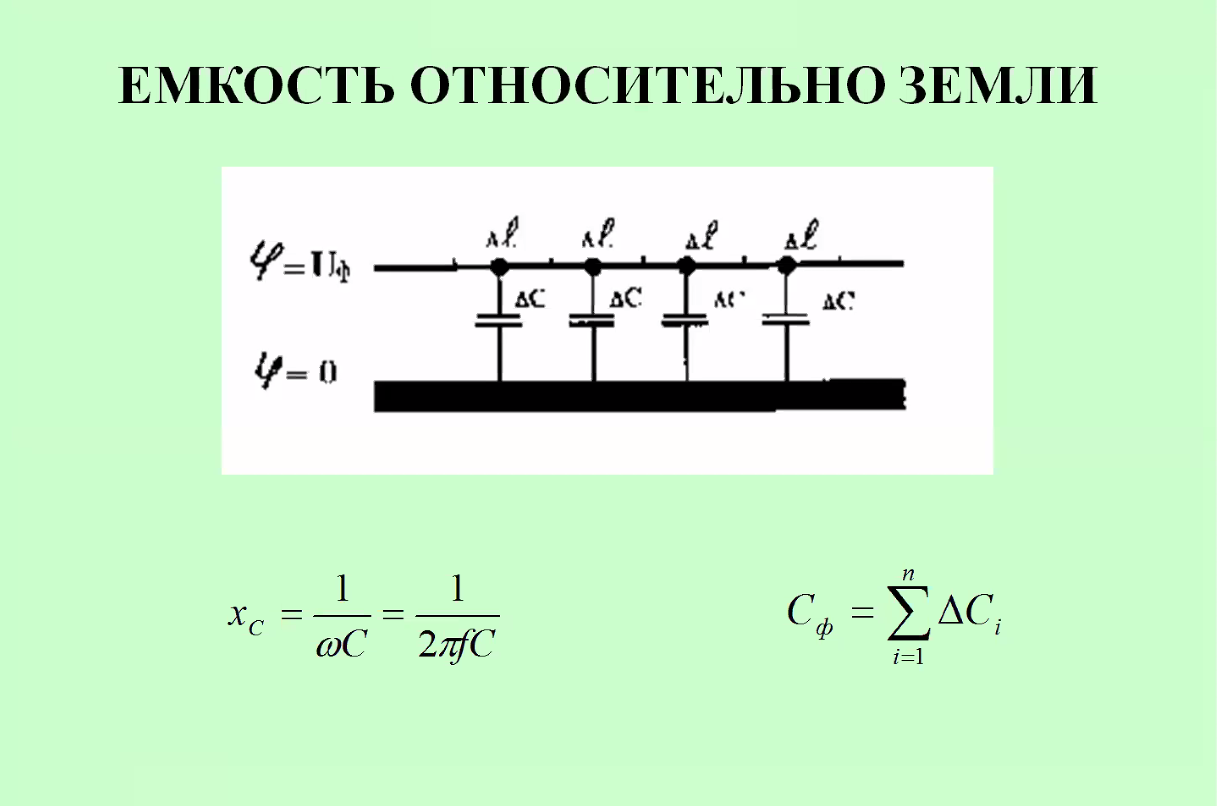 ЕМКОСТЬ ОТНОСИТЕЛЬНО ЗЕМЛИ
Δℓ Δℓ Δℓ Δℓ
φ = Uф
ΔC ΔC ΔC ΔC
φ = 0
x_C = 1/(ωC) = 1/(2πfC)
C_ф = ∑_{i=1}^{n} ΔC_i